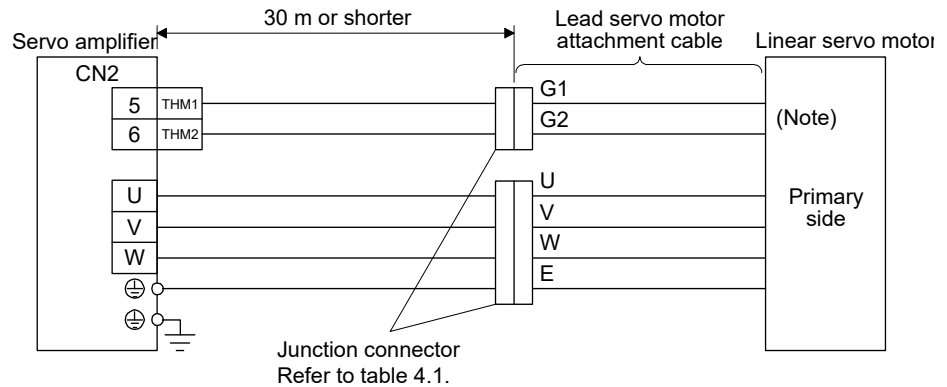 30 m or shorter
Lead servo motor
attachment cable
Servo amplifier
Linear servo motor
CN2
5 THM1
G1
6 THM2
G2
(Note)
U
U
V
V
W
W
E
Primary
side
Junction connector
Refer to table 4.1.